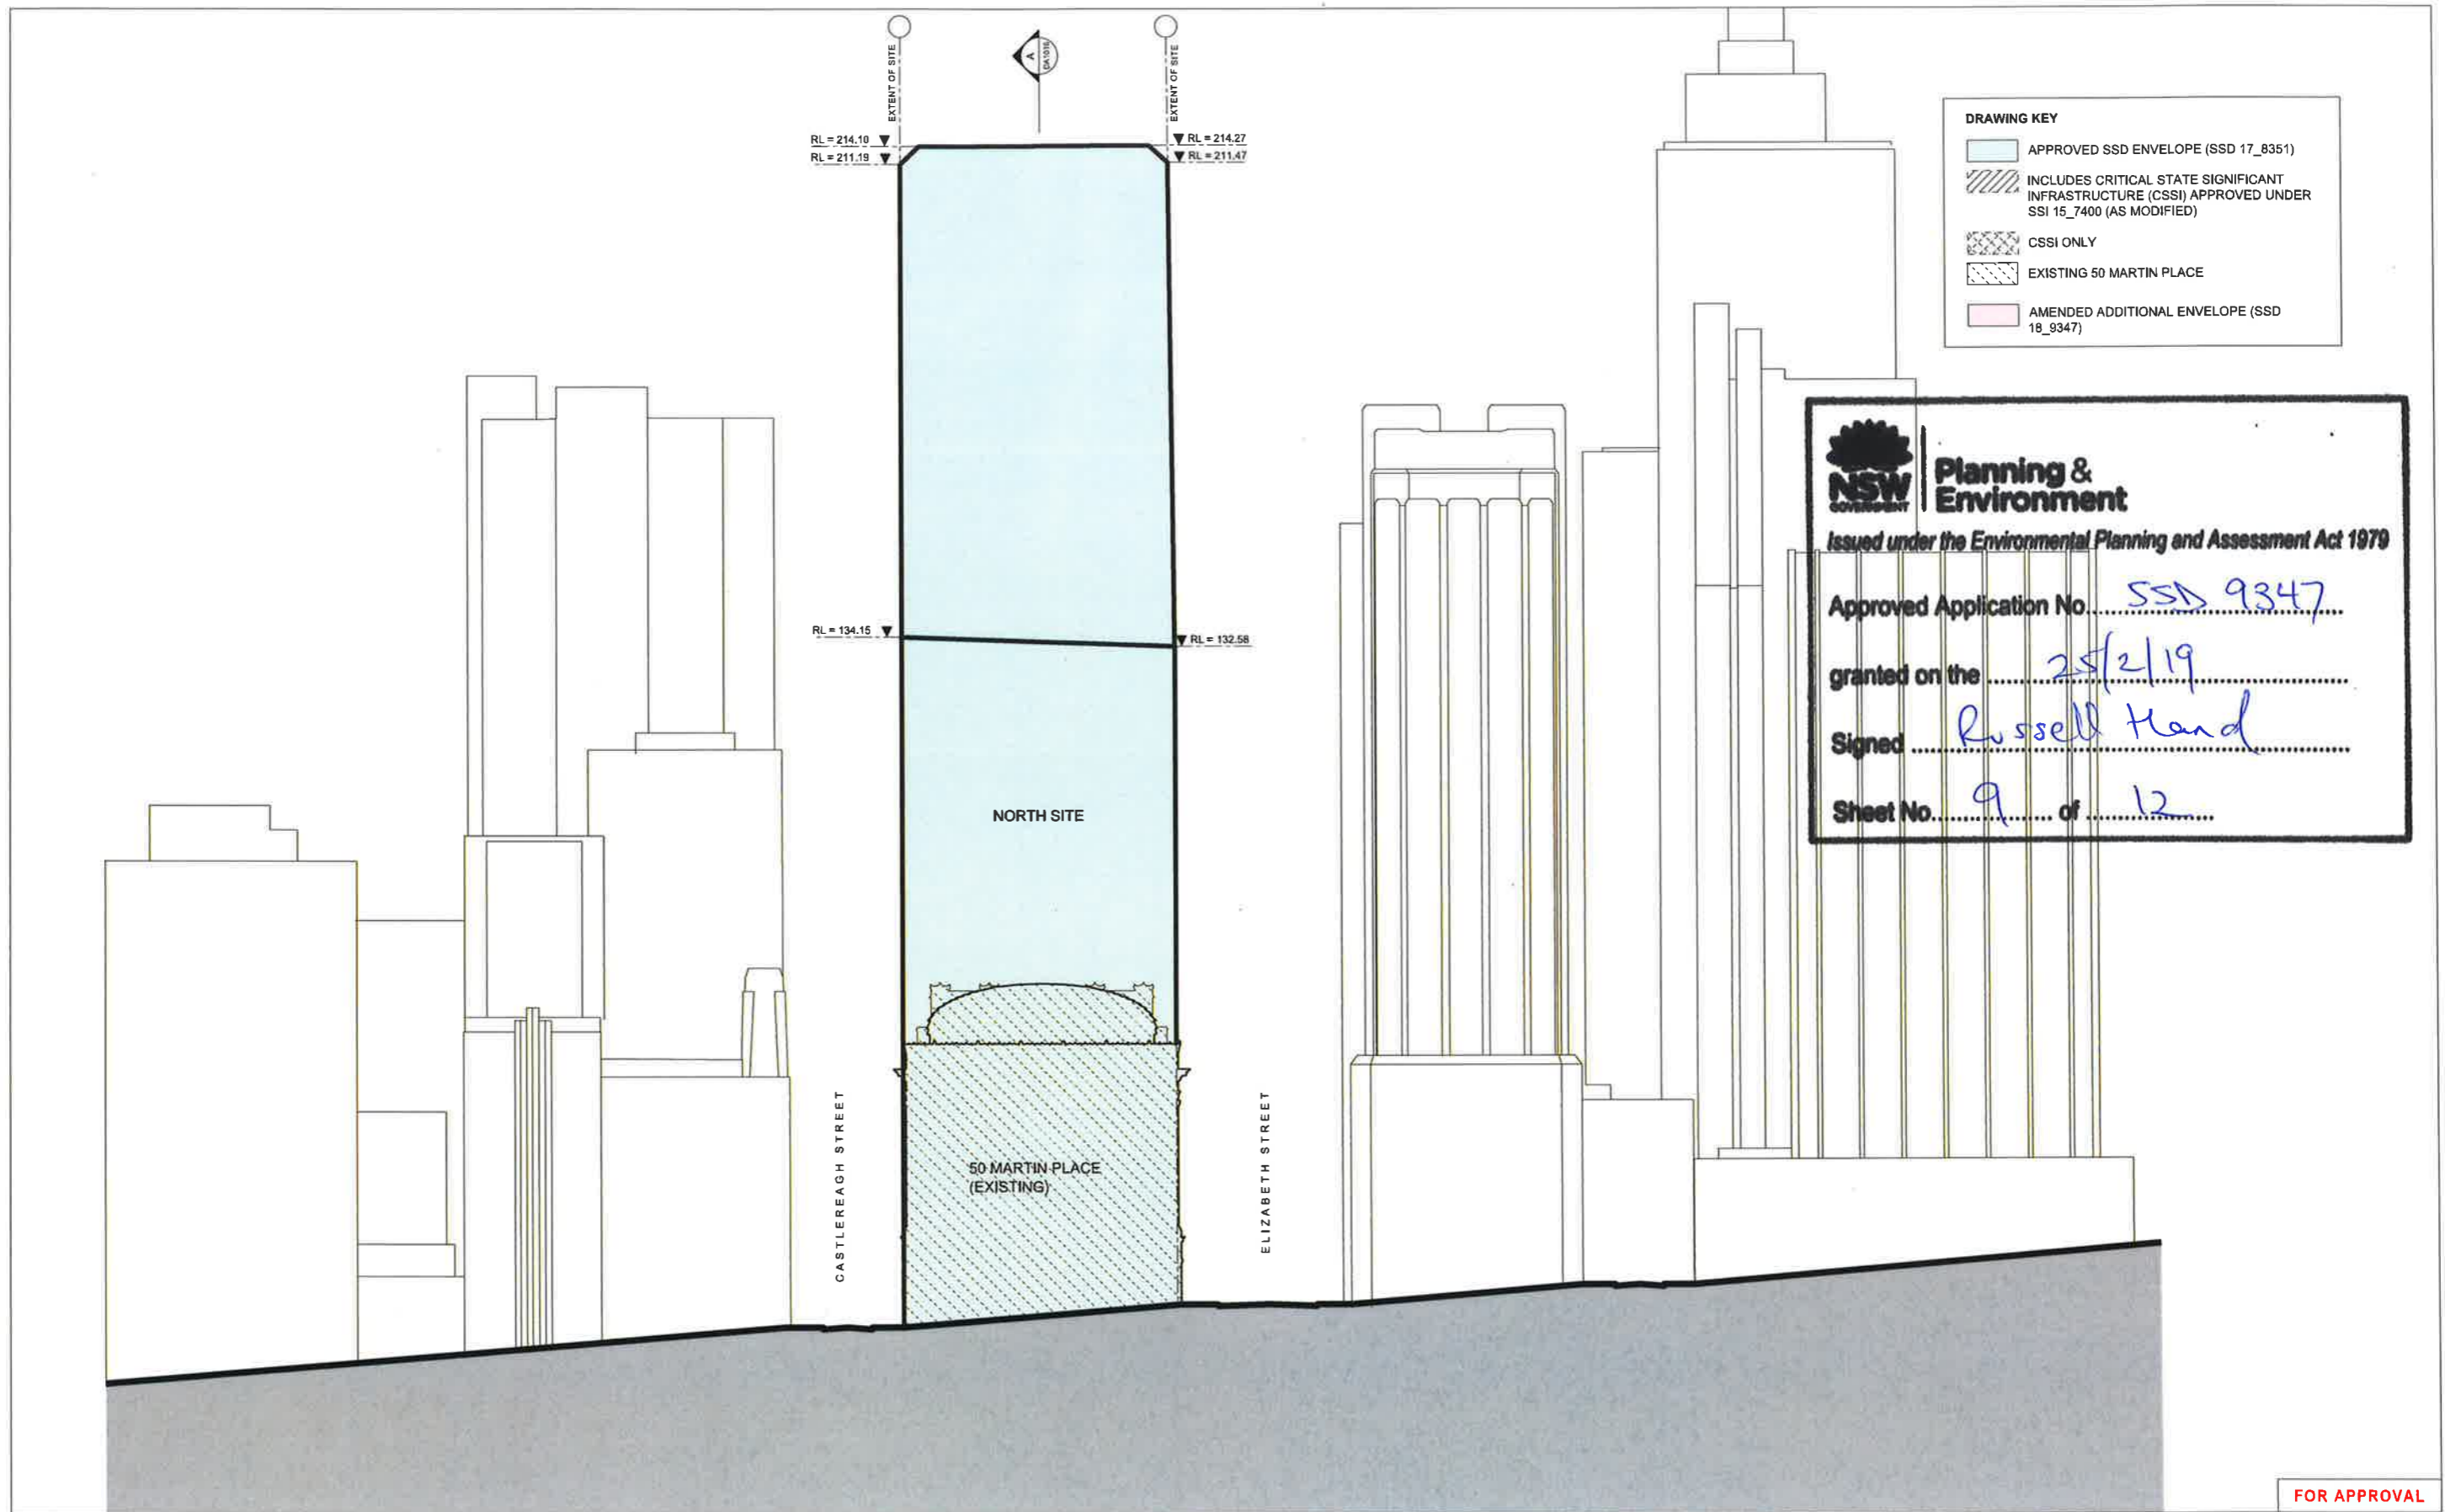 EXTENT OF SITE
EXTENT OF SITE
A
DA1015
RL = 214.10
RL = 211.19
RL = 214.27
RL = 211.47
DRAWING KEY
APPROVED SSD ENVELOPE (SSD 17_8351)
INCLUDES CRITICAL STATE SIGNIFICANT
INFRASTRUCTURE (CSSI) APPROVED UNDER
SSI 15_7400 (AS MODIFIED)
CSSI ONLY
EXISTING 50 MARTIN PLACE
AMENDED ADDITIONAL ENVELOPE (SSD
18_9347)
NSW
GOVERNMENT
Planning &
Environment
Issued under the Environmental Planning and Assessment Act 1979
Approved Application No. SSD 9347
granted on the 25/2/19
Signed Russell Hand
Sheet No. 9 of 12
RL = 134.15
RL = 132.58
NORTH SITE
CASTLEREAGH STREET
50 MARTIN PLACE
(EXISTING)
ELIZABETH STREET
FOR APPROVAL